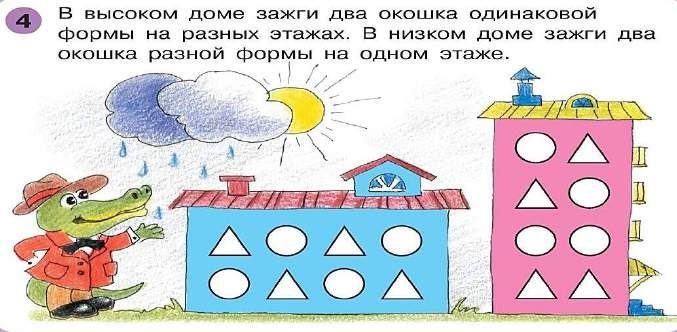 4
В высоком доме зажги два окошка одинаковой
формы на разных этажах. В низком доме зажги два
окошка разной формы на одном этаже.